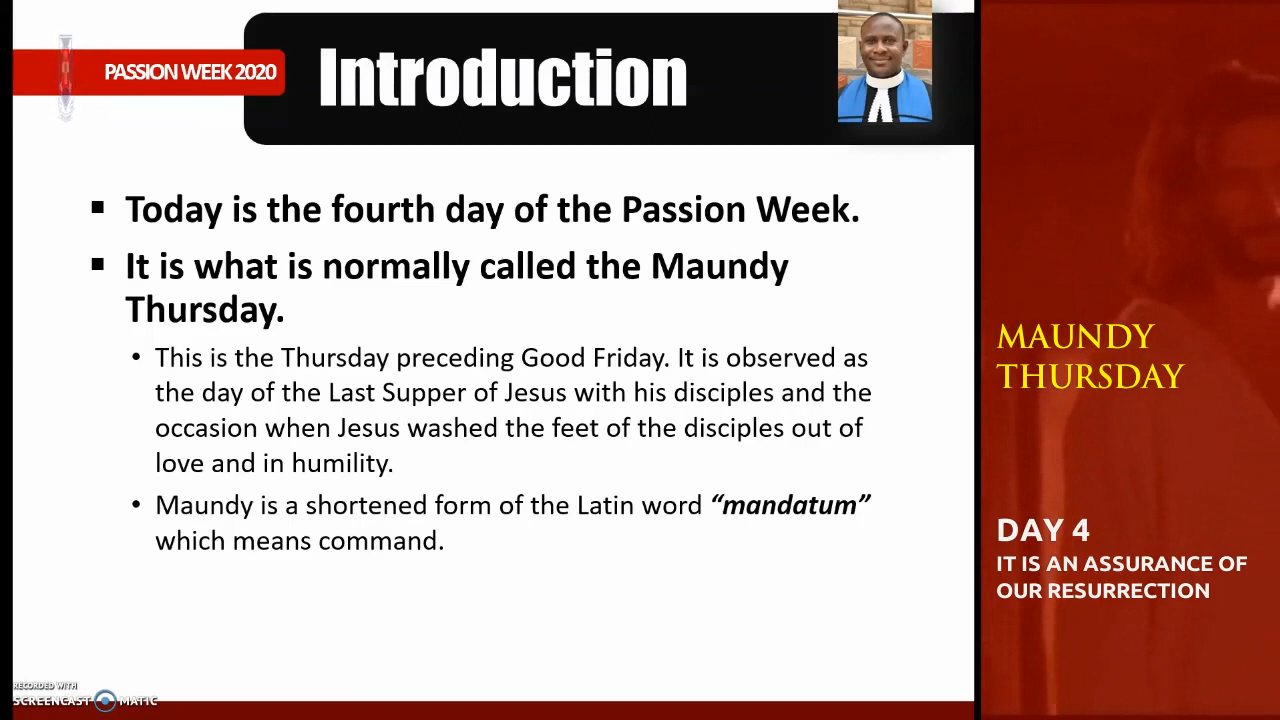 PASSION WEEK 2020
Introduction
▪ Today is the fourth day of the Passion Week.
▪ It is what is normally called the Maundy
Thursday.
• This is the Thursday preceding Good Friday. It is observed as
the day of the Last Supper of Jesus with his disciples and the
occasion when Jesus washed the feet of the disciples out of
love and in humility.
• Maundy is a shortened form of the Latin word “mandatum”
which means command.
MAUNDY
THURSDAY
DAY 4
IT IS AN ASSURANCE OF
OUR RESURRECTION
RECORDED WITH
SCREENCAST MATIC